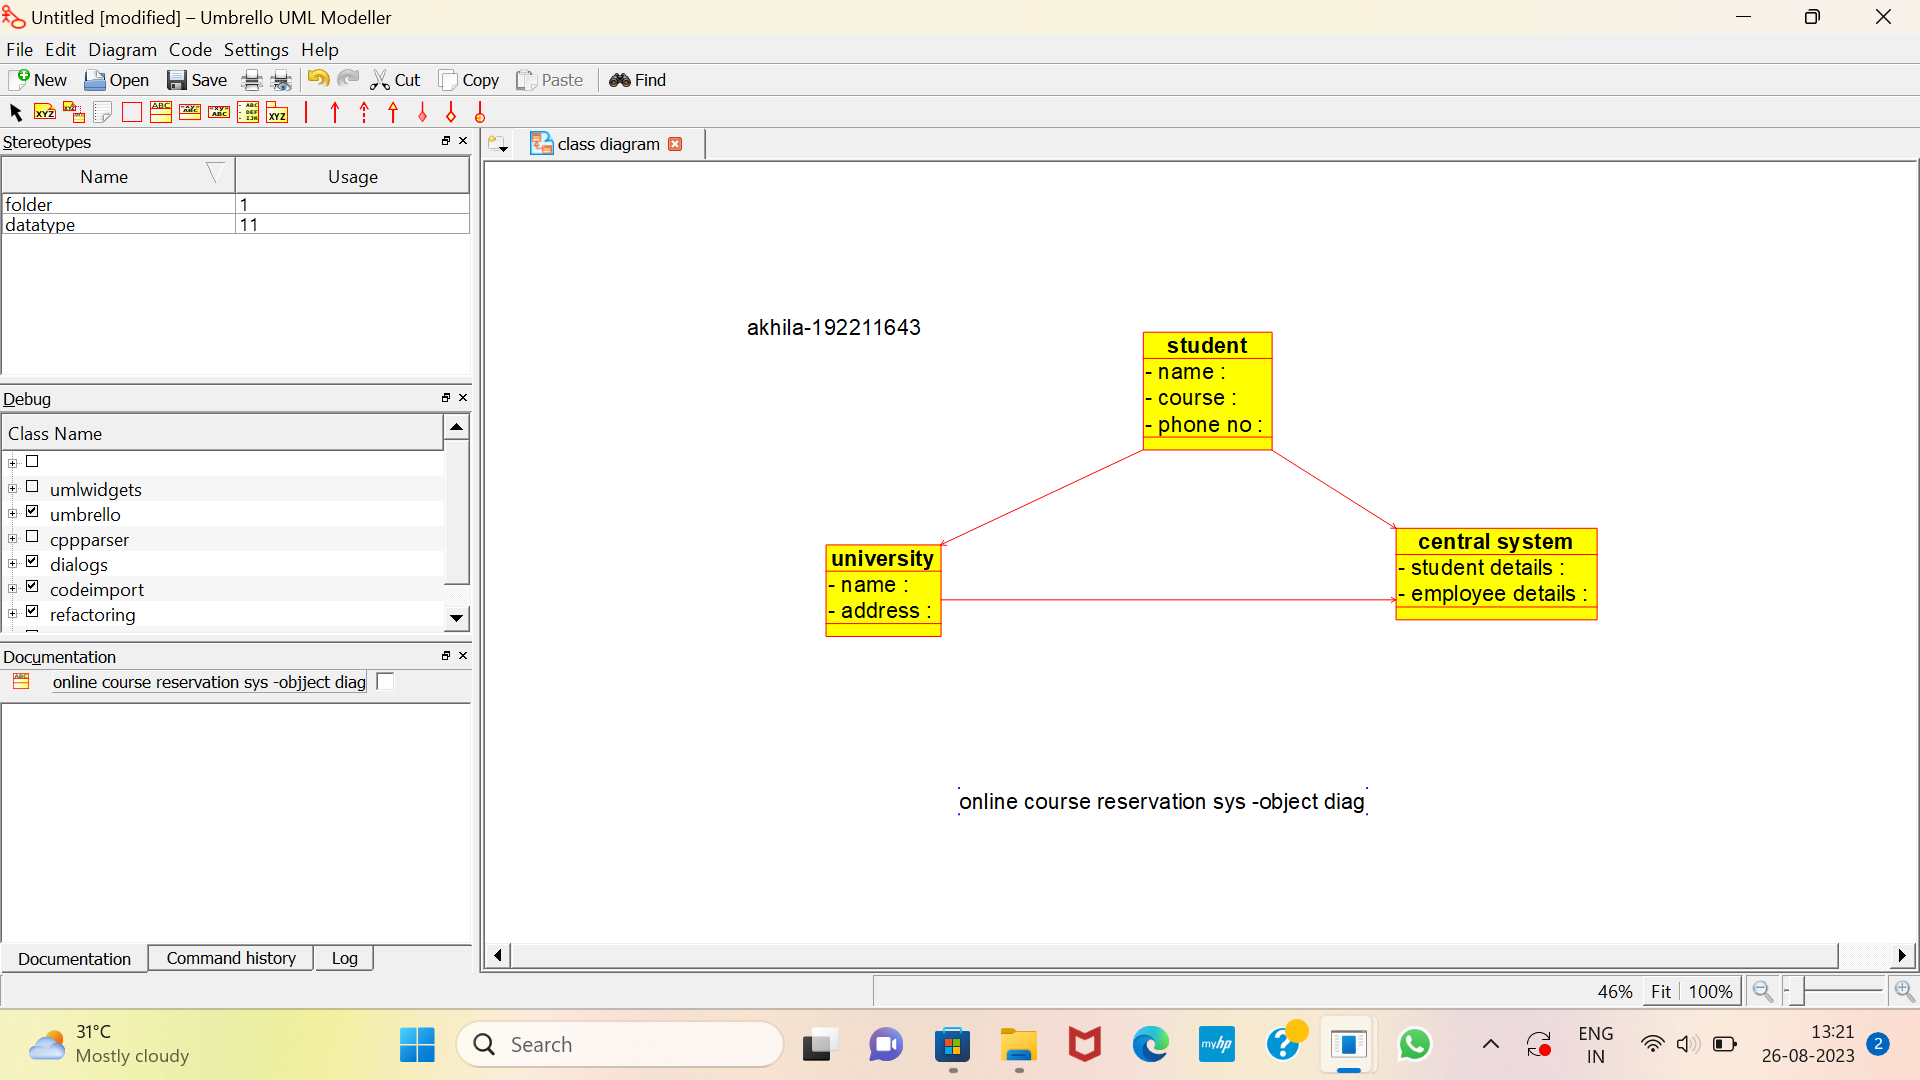 Untitled [modified] – Umbrello UML Modeller
File Edit Diagram Code Settings Help
New Open Save Cut Copy Paste Find
Stereotypes
Name Usage
folder 1
datatype 11
Debug
Class Name
umlwidgets
umbrello
cppparser
dialogs
codeimport
refactoring
Documentation
online course reservation sys -objject diag
Documentation Command history Log
class diagram
akhila-192211643
student
- name :
- course :
- phone no :
university
- name :
- address :
central system
- student details :
- employee details :
online course reservation sys -object diag
46% Fit 100%
31°C
Mostly cloudy
Search
myhp
ENG
IN
13:21
26-08-2023
2